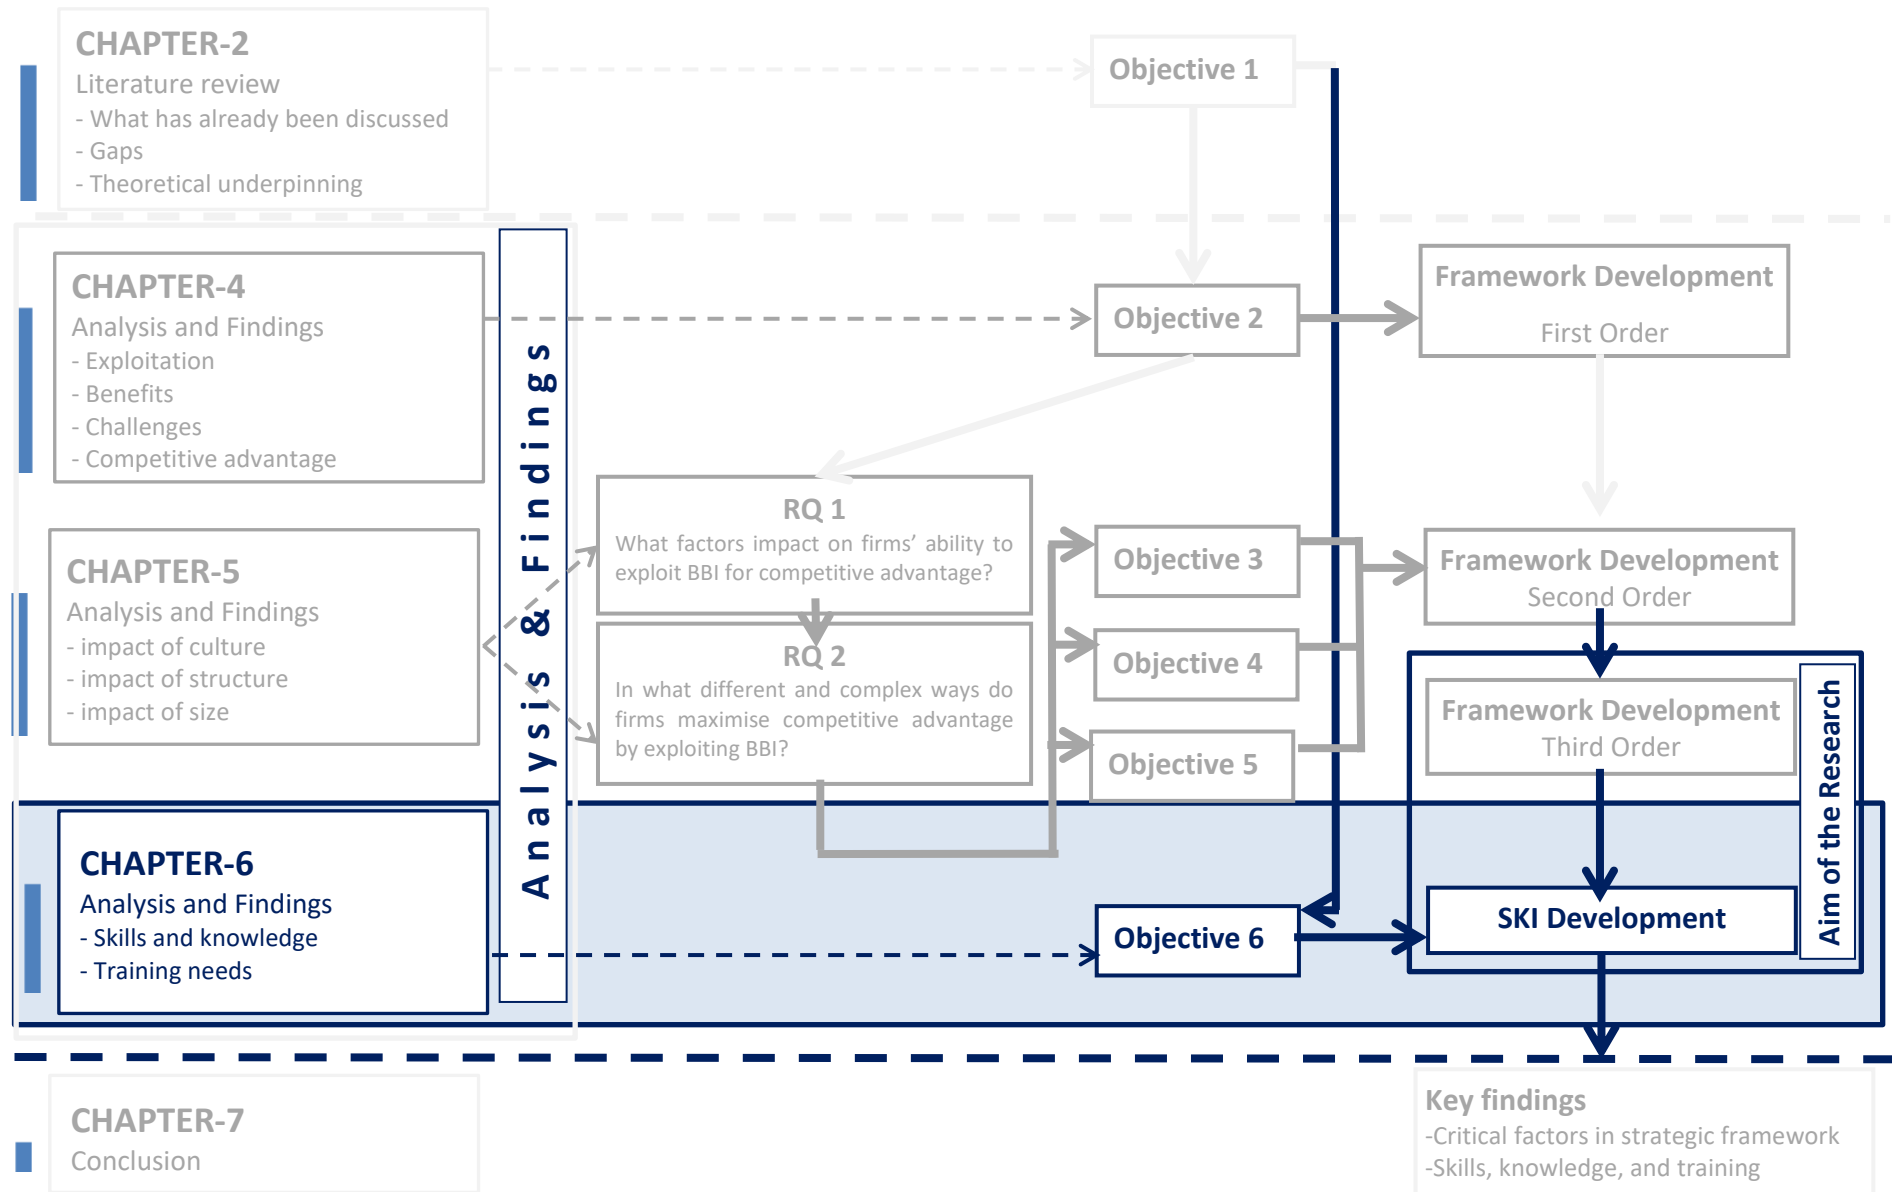 CHAPTER-2
Literature review
- What has already been discussed
- Gaps
- Theoretical underpinning
Objective 1
CHAPTER-4
Analysis and Findings
- Exploitation
- Benefits
- Challenges
- Competitive advantage
Analysis & Findings
Objective 2
Framework Development
First Order
CHAPTER-5
Analysis and Findings
- impact of culture
- impact of structure
- impact of size
RQ 1
What factors impact on firms’ ability to
exploit BBI for competitive advantage?
RQ 2
In what different and complex ways do
firms maximise competitive advantage
by exploiting BBI?
Objective 3
Objective 4
Objective 5
Framework Development
Second Order
Framework Development
Third Order
Aim of the Research
CHAPTER-6
Analysis and Findings
- Skills and knowledge
- Training needs
Objective 6
SKI Development
CHAPTER-7
Conclusion
Key findings
-Critical factors in strategic framework
-Skills, knowledge, and training